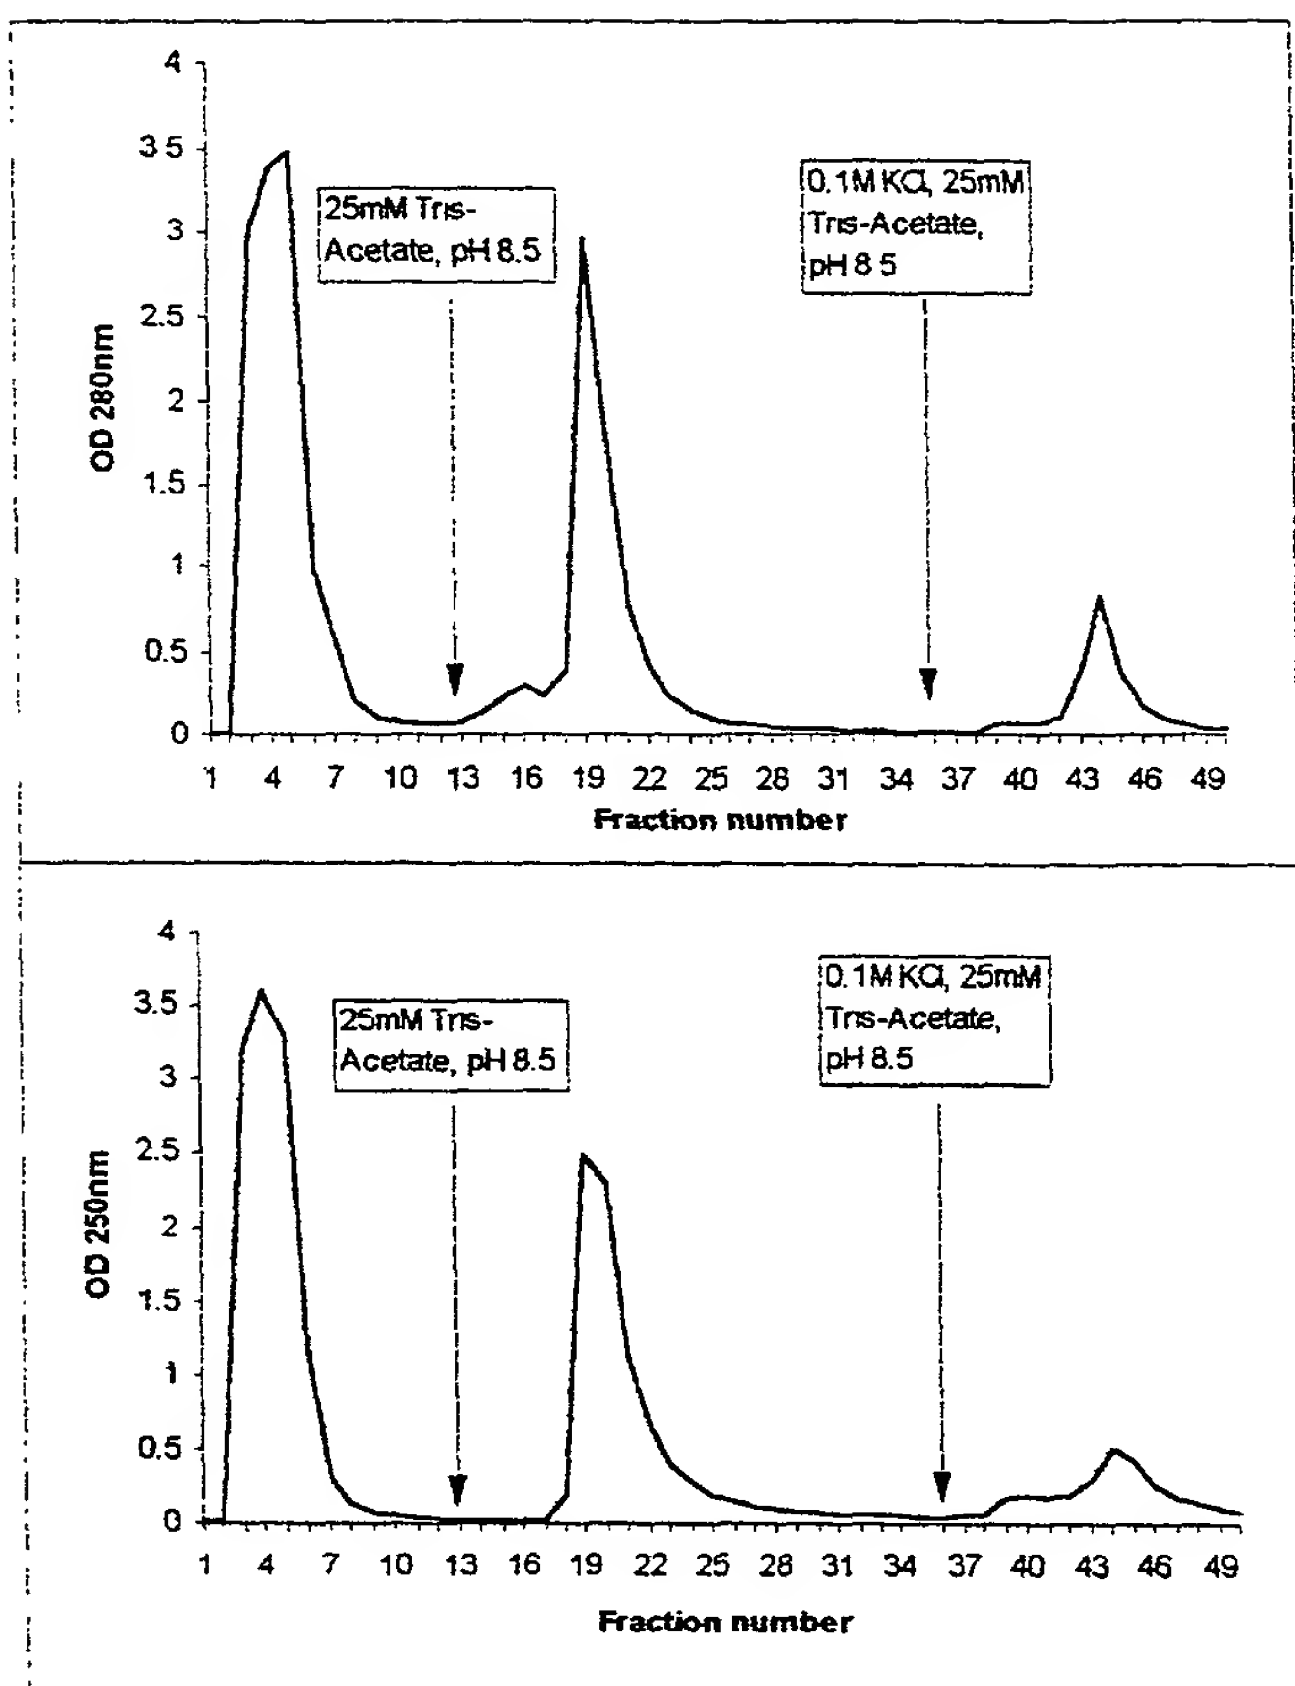 4
3 5
3
2.5
2
1.5
1
0.5
0
OD 280nm
25mM Tris-
Acetate, pH 8.5
0.1M KCl, 25mM
Tris-Acetate,
pH 8 5
1 4 7 10 13 16 19 22 25 28 31 34 37 40 43 46 49
Fraction number
4
3.5
3
2.5
2
1.5
1
0.5
0
OD 250nm
25mM Tris-
Acetate, pH 8.5
0.1M KCl, 25mM
Tris-Acetate,
pH 8.5
1 4 7 10 13 16 19 22 25 28 31 34 37 40 43 46 49
Fraction number